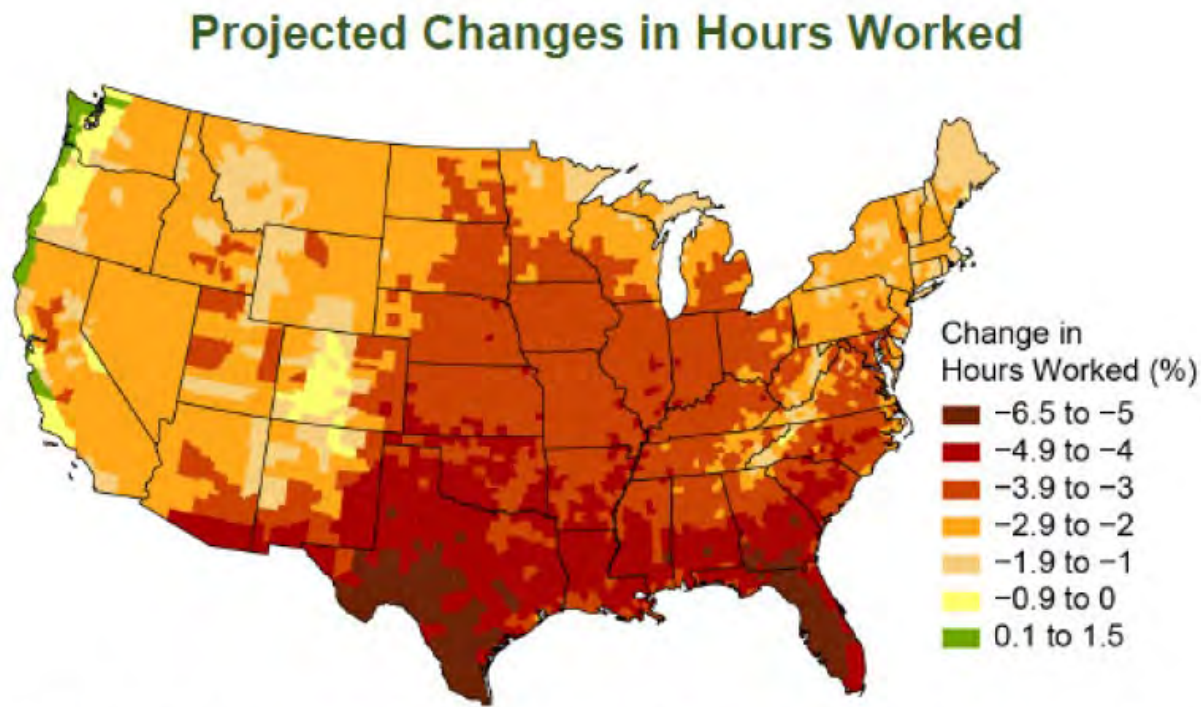 Projected Changes in Hours Worked
Change in
Hours Worked (%)
−6.5 to −5
−4.9 to −4
−3.9 to −3
−2.9 to −2
−1.9 to −1
−0.9 to 0
0.1 to 1.5